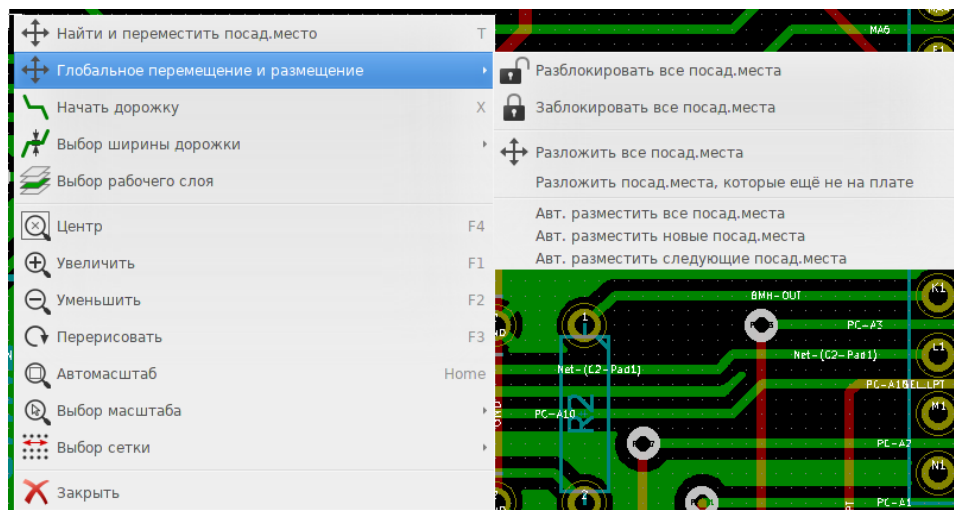 Найти и переместить посад.место T
Глобальное перемещение и размещение
Начать дорожку X
Выбор ширины дорожки
Выбор рабочего слоя
Центр F4
Увеличить F1
Уменьшить F2
Перерисовать F3
Автомасштаб Home
Выбор масштаба
Выбор сетки
Закрыть
Разблокировать все посад.места
Заблокировать все посад.места
Разложить все посад.места
Разложить посад.места, которые ещё не на плате
Авт. разместить все посад.места
Авт. разместить новые посад.места
Авт. разместить следующие посад.места
MA6
BMH-OUT
K1
1
PC-A3
Net-(C2-Pad1)
L1
Net-(C2-Pad1)
R2
PC-A10
M1
PC-A2
N1
2
PC-A1